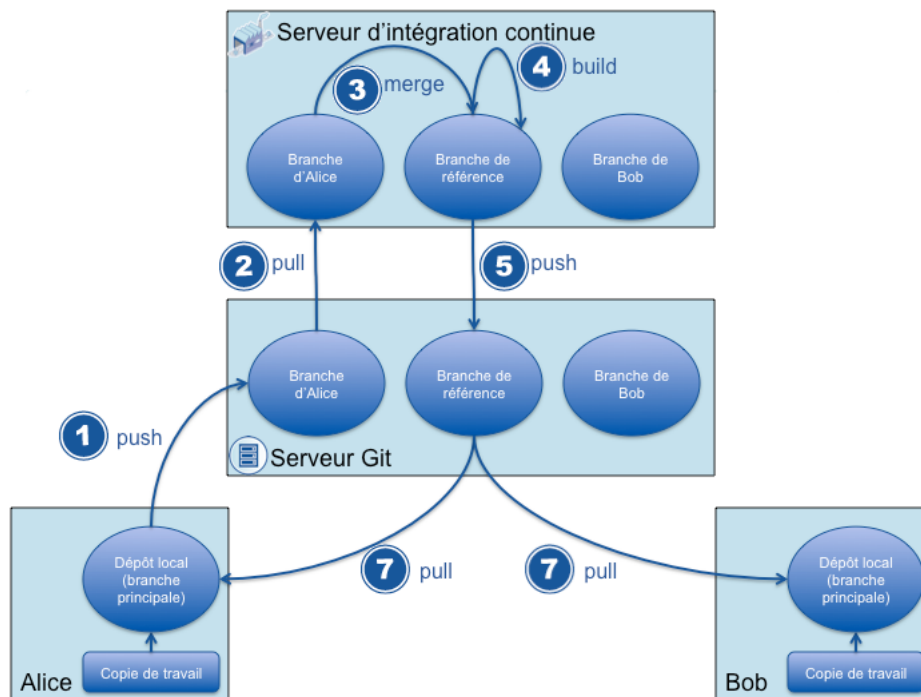 Serveur d'intégration continue
3 merge
4 build
Branche
d'Alice
Branche de
référence
Branche de
Bob
2 pull
5 push
Branche
d'Alice
Branche de
référence
Branche de
Bob
1 push
Serveur Git
Dépôt local
(branche
principale)
7 pull
7 pull
Dépôt local
(branche
principale)
Copie de travail
Alice
Copie de travail
Bob